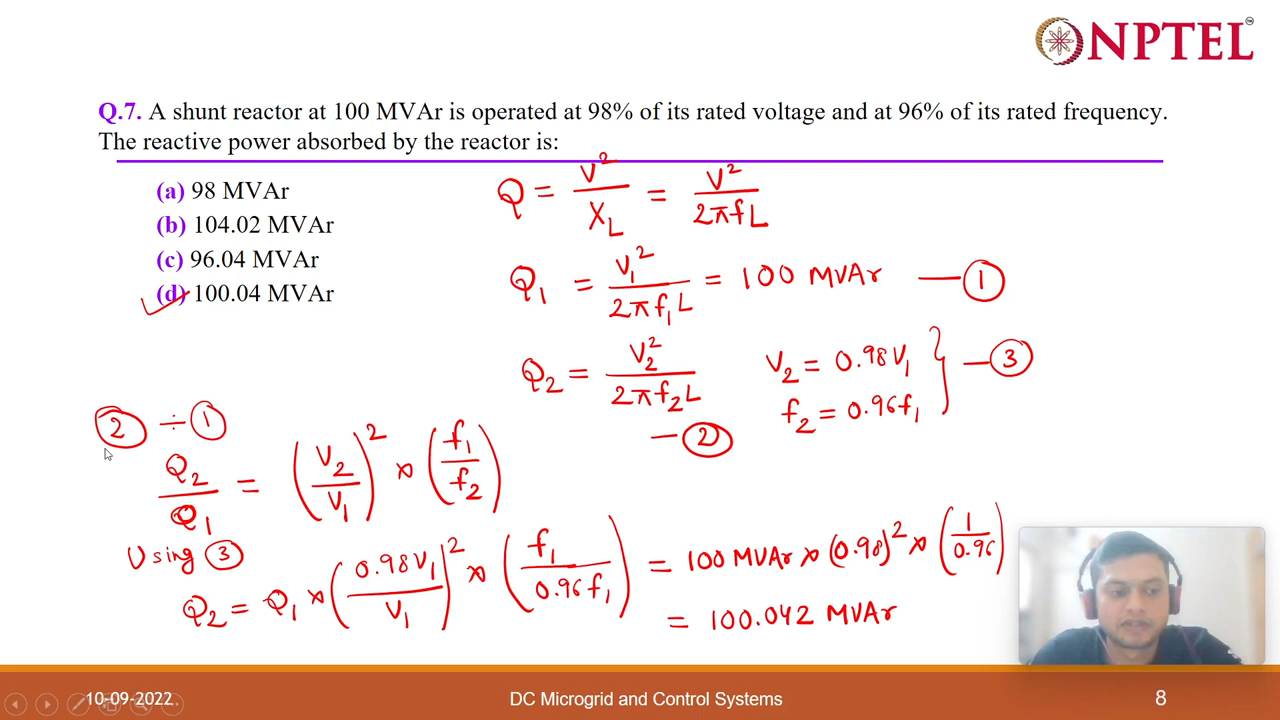 NPTEL
Q.7. A shunt reactor at 100 MVAr is operated at 98% of its rated voltage and at 96% of its rated frequency.
The reactive power absorbed by the reactor is:
(a) 98 MVAr
(b) 104.02 MVAr
(c) 96.04 MVAr
(d) 100.04 MVAr
Q = V²/X_L = V²/2πfL
Q₁ = V₁²/2πf₁L = 100 MVAr — ①
Q₂ = V₂²/2πf₂L — ②
V₂ = 0.98V₁
f₂ = 0.96f₁ } — ③
② ÷ ①
Q₂/Q₁ = (V₂/V₁)² × (f₁/f₂)
Using ③
Q₂ = Q₁ × (0.98V₁/V₁)² × (f₁/0.96f₁) = 100 MVAr × (0.98)² × (1/0.96)
= 100.042 MVAr
10-09-2022
DC Microgrid and Control Systems
8